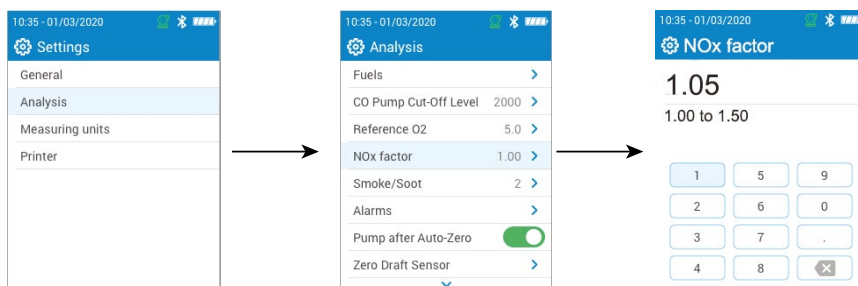 10:35 - 01/03/2020
Settings
General
Analysis
Measuring units
Printer
10:35 - 01/03/2020
Analysis
Fuels
CO Pump Cut-Off Level 2000
Reference O2 5.0
NOx factor 1.00
Smoke/Soot 2
Alarms
Pump after Auto-Zero
Zero Draft Sensor
10:35 - 01/03/2020
NOx factor
1.05
1.00 to 1.50
1 5 9
2 6 0
3 7 .
4 8